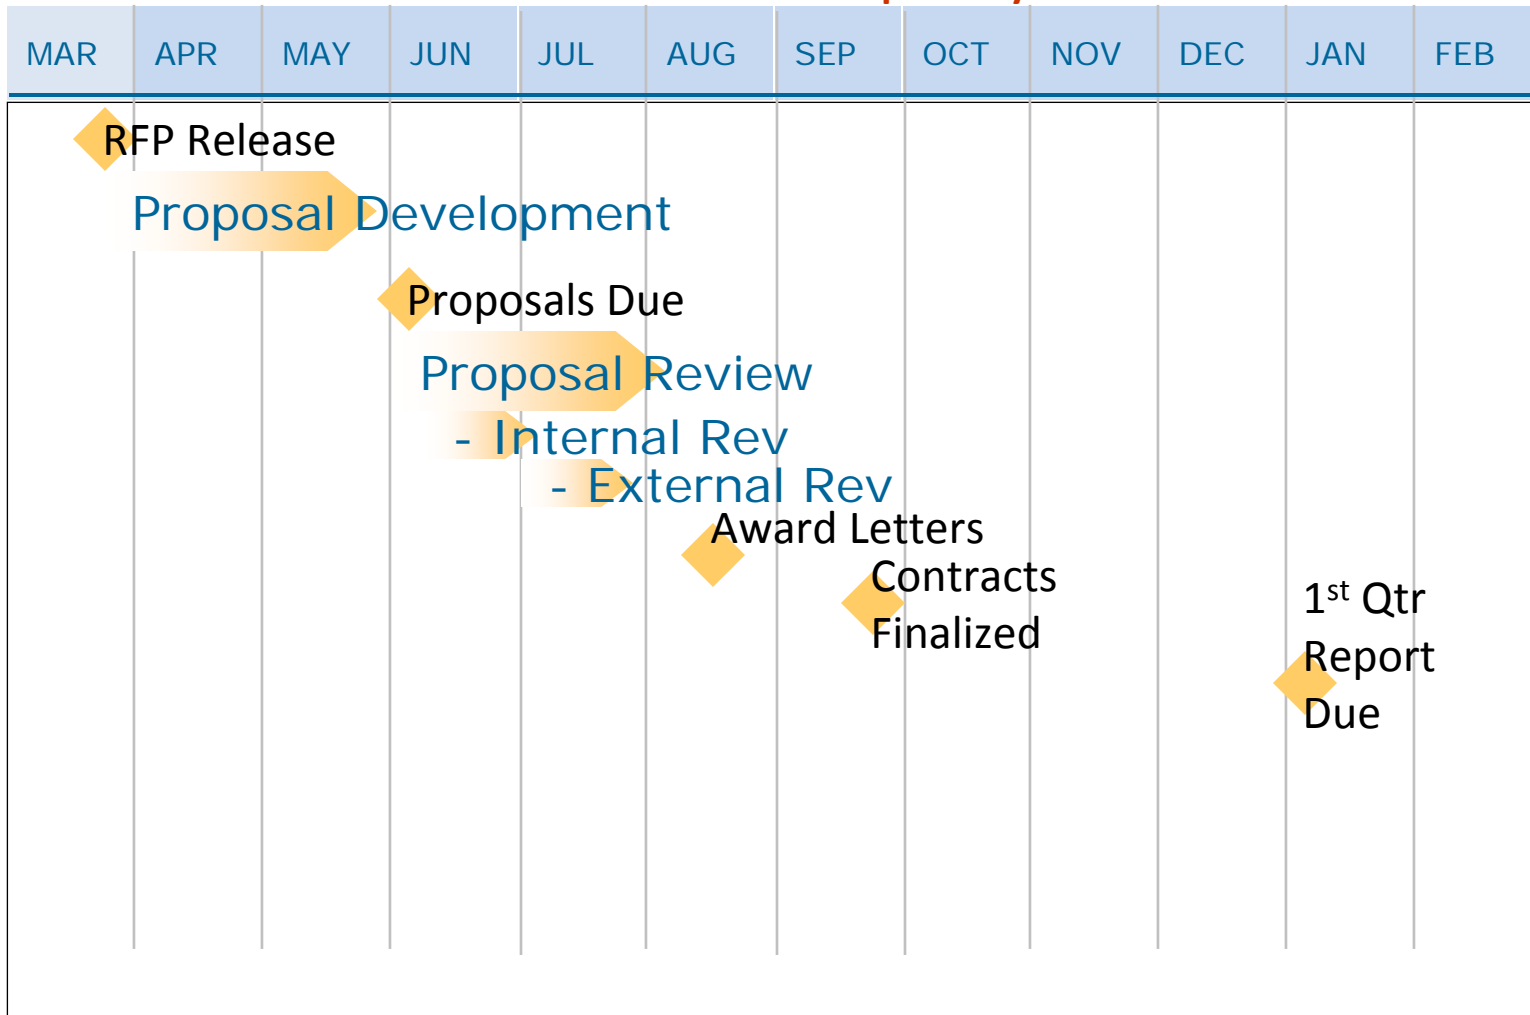 MAR APR MAY JUN JUL AUG SEP OCT NOV DEC JAN FEB
RFP Release
Proposal Development
Proposals Due
Proposal Review
- Internal Rev
- External Rev
Award Letters
Contracts
Finalized
1st Qtr
Report
Due